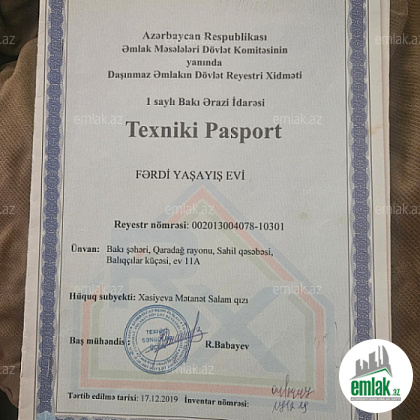 Azərbaycan Respublikası
Əmlak Məsələləri Dövlət Komitəsinin
yanında
Daşınmaz Əmlakın Dövlət Reyestri Xidməti
1 saylı Bakı Ərazi İdarəsi
Texniki Pasport
FƏRDİ YAŞAYIŞ EVİ
Reyestr nömrəsi: 002013004078-10301
Ünvan: Bakı şəhəri, Qaradağ rayonu, Sahil qəsəbəsi,
Balıqçılar küçəsi, ev 11A
Hüquq subyekti: Xasiyeva Mətanət Salam qızı
Baş mühəndis R.Babayev
Tərtib edilmə tarixi: 17.12.2019 İnventar nömrəsi:
emlak.az
emlak.az